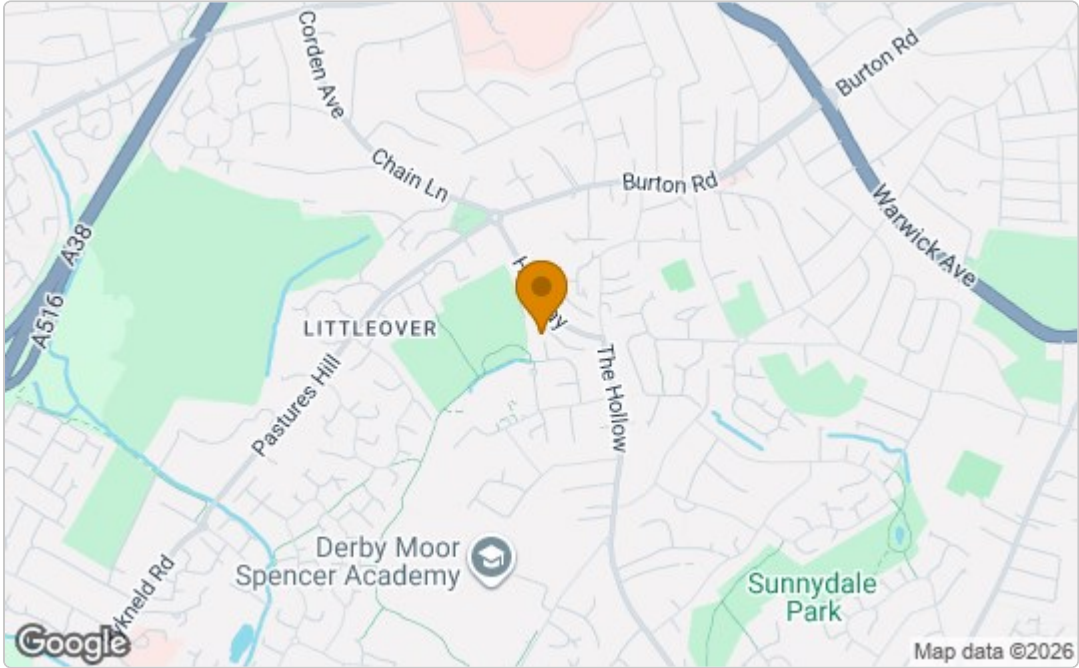 Corden Ave
Burton Rd
Chain Ln
Burton Rd
Warwick Ave
A38
A516
LITTLEOVER
Pastures Hill
The Hollow
Derby Moor
Spencer Academy
Sunnydale
Park
Rd
Google
Map data ©2026